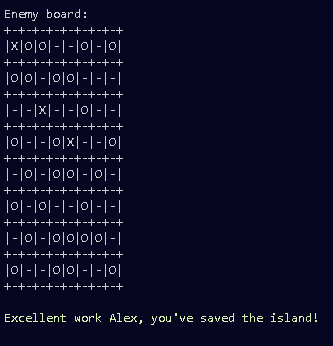 Enemy board:
+-+-+-+-+-+-+-+-+
|X|O|O|-|-|O|-|O|
+-+-+-+-+-+-+-+-+
|O|O|-|O|O|-|-|-|
+-+-+-+-+-+-+-+-+
|-|-|X|-|-|O|-|-|
+-+-+-+-+-+-+-+-+
|O|-|-|O|X|-|-|O|
+-+-+-+-+-+-+-+-+
|-|O|-|O|O|-|O|-|
+-+-+-+-+-+-+-+-+
|O|-|O|-|-|O|-|-|
+-+-+-+-+-+-+-+-+
|-|O|-|O|O|O|O|-|
+-+-+-+-+-+-+-+-+
|O|O|-|O|-|-|-|O|
+-+-+-+-+-+-+-+-+
Excellent work Alex, you've saved the island!